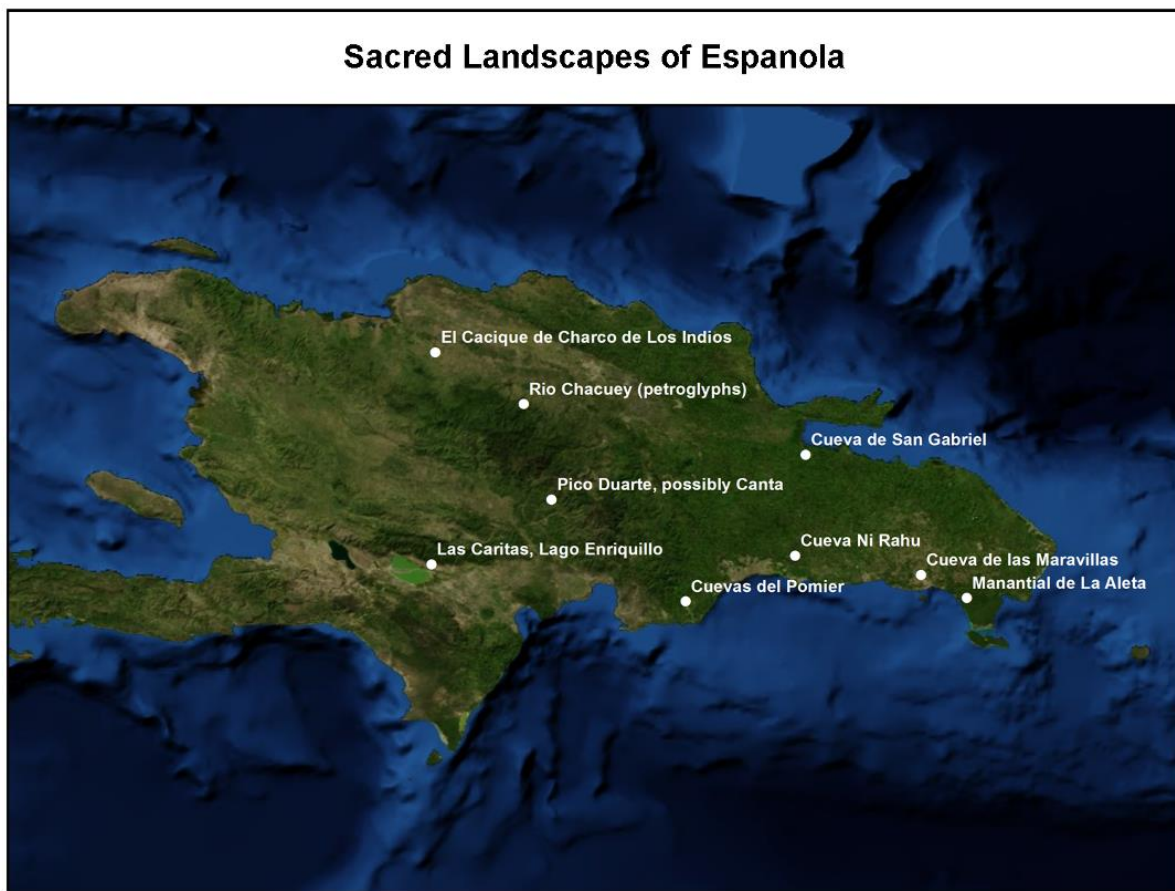 Sacred Landscapes of Espanola
El Cacique de Charco de Los Indios
Rio Chacuey (petroglyphs)
Cueva de San Gabriel
Pico Duarte, possibly Canta
Cueva Ni Rahu
Las Caritas, Lago Enriquillo
Cueva de las Maravillas
Manantial de La Aleta
Cuevas del Pomier